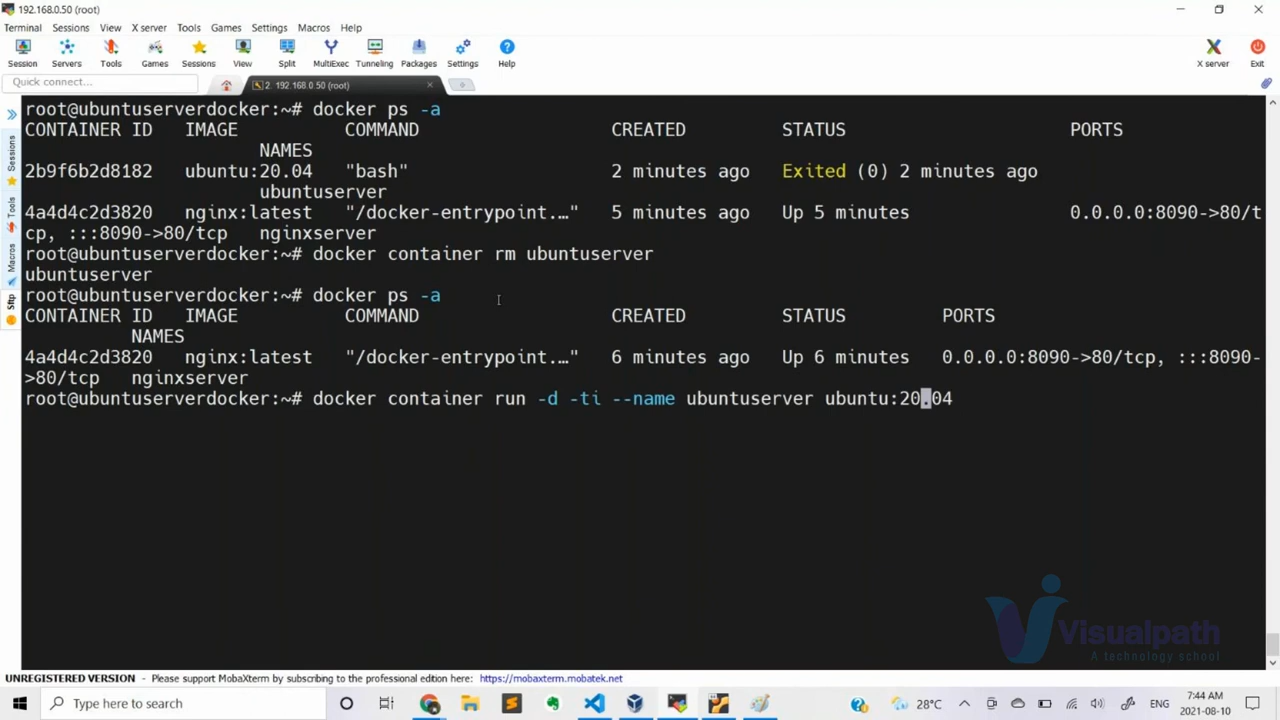 192.168.0.50 (root)
Terminal Sessions View X server Tools Games Settings Macros Help
Session Servers Tools Games Sessions View Split MultiExec Tunneling Packages Settings Help X server Exit
Quick connect... 2. 192.168.0.50 (root)
Sessions
Tools
Macros
Sftp
root@ubuntuserverdocker:~# docker ps -a
CONTAINER ID IMAGE COMMAND CREATED STATUS PORTS
NAMES
2b9f6b2d8182 ubuntu:20.04 "bash" 2 minutes ago Exited (0) 2 minutes ago
ubuntuserver
4a4d4c2d3820 nginx:latest "/docker-entrypoint.…" 5 minutes ago Up 5 minutes 0.0.0.0:8090->80/t
cp, :::8090->80/tcp nginxserver
root@ubuntuserverdocker:~# docker container rm ubuntuserver
ubuntuserver
root@ubuntuserverdocker:~# docker ps -a
CONTAINER ID IMAGE COMMAND CREATED STATUS PORTS
NAMES
4a4d4c2d3820 nginx:latest "/docker-entrypoint.…" 6 minutes ago Up 6 minutes 0.0.0.0:8090->80/tcp, :::8090-
>80/tcp nginxserver
root@ubuntuserverdocker:~# docker container run -d -ti --name ubuntuserver ubuntu:20.04
Visualpath
A technology school
UNREGISTERED VERSION - Please support MobaXterm by subscribing to the professional edition here: https://mobaxterm.mobatek.net
Type here to search 28°C ENG 7:44 AM
2021-08-10